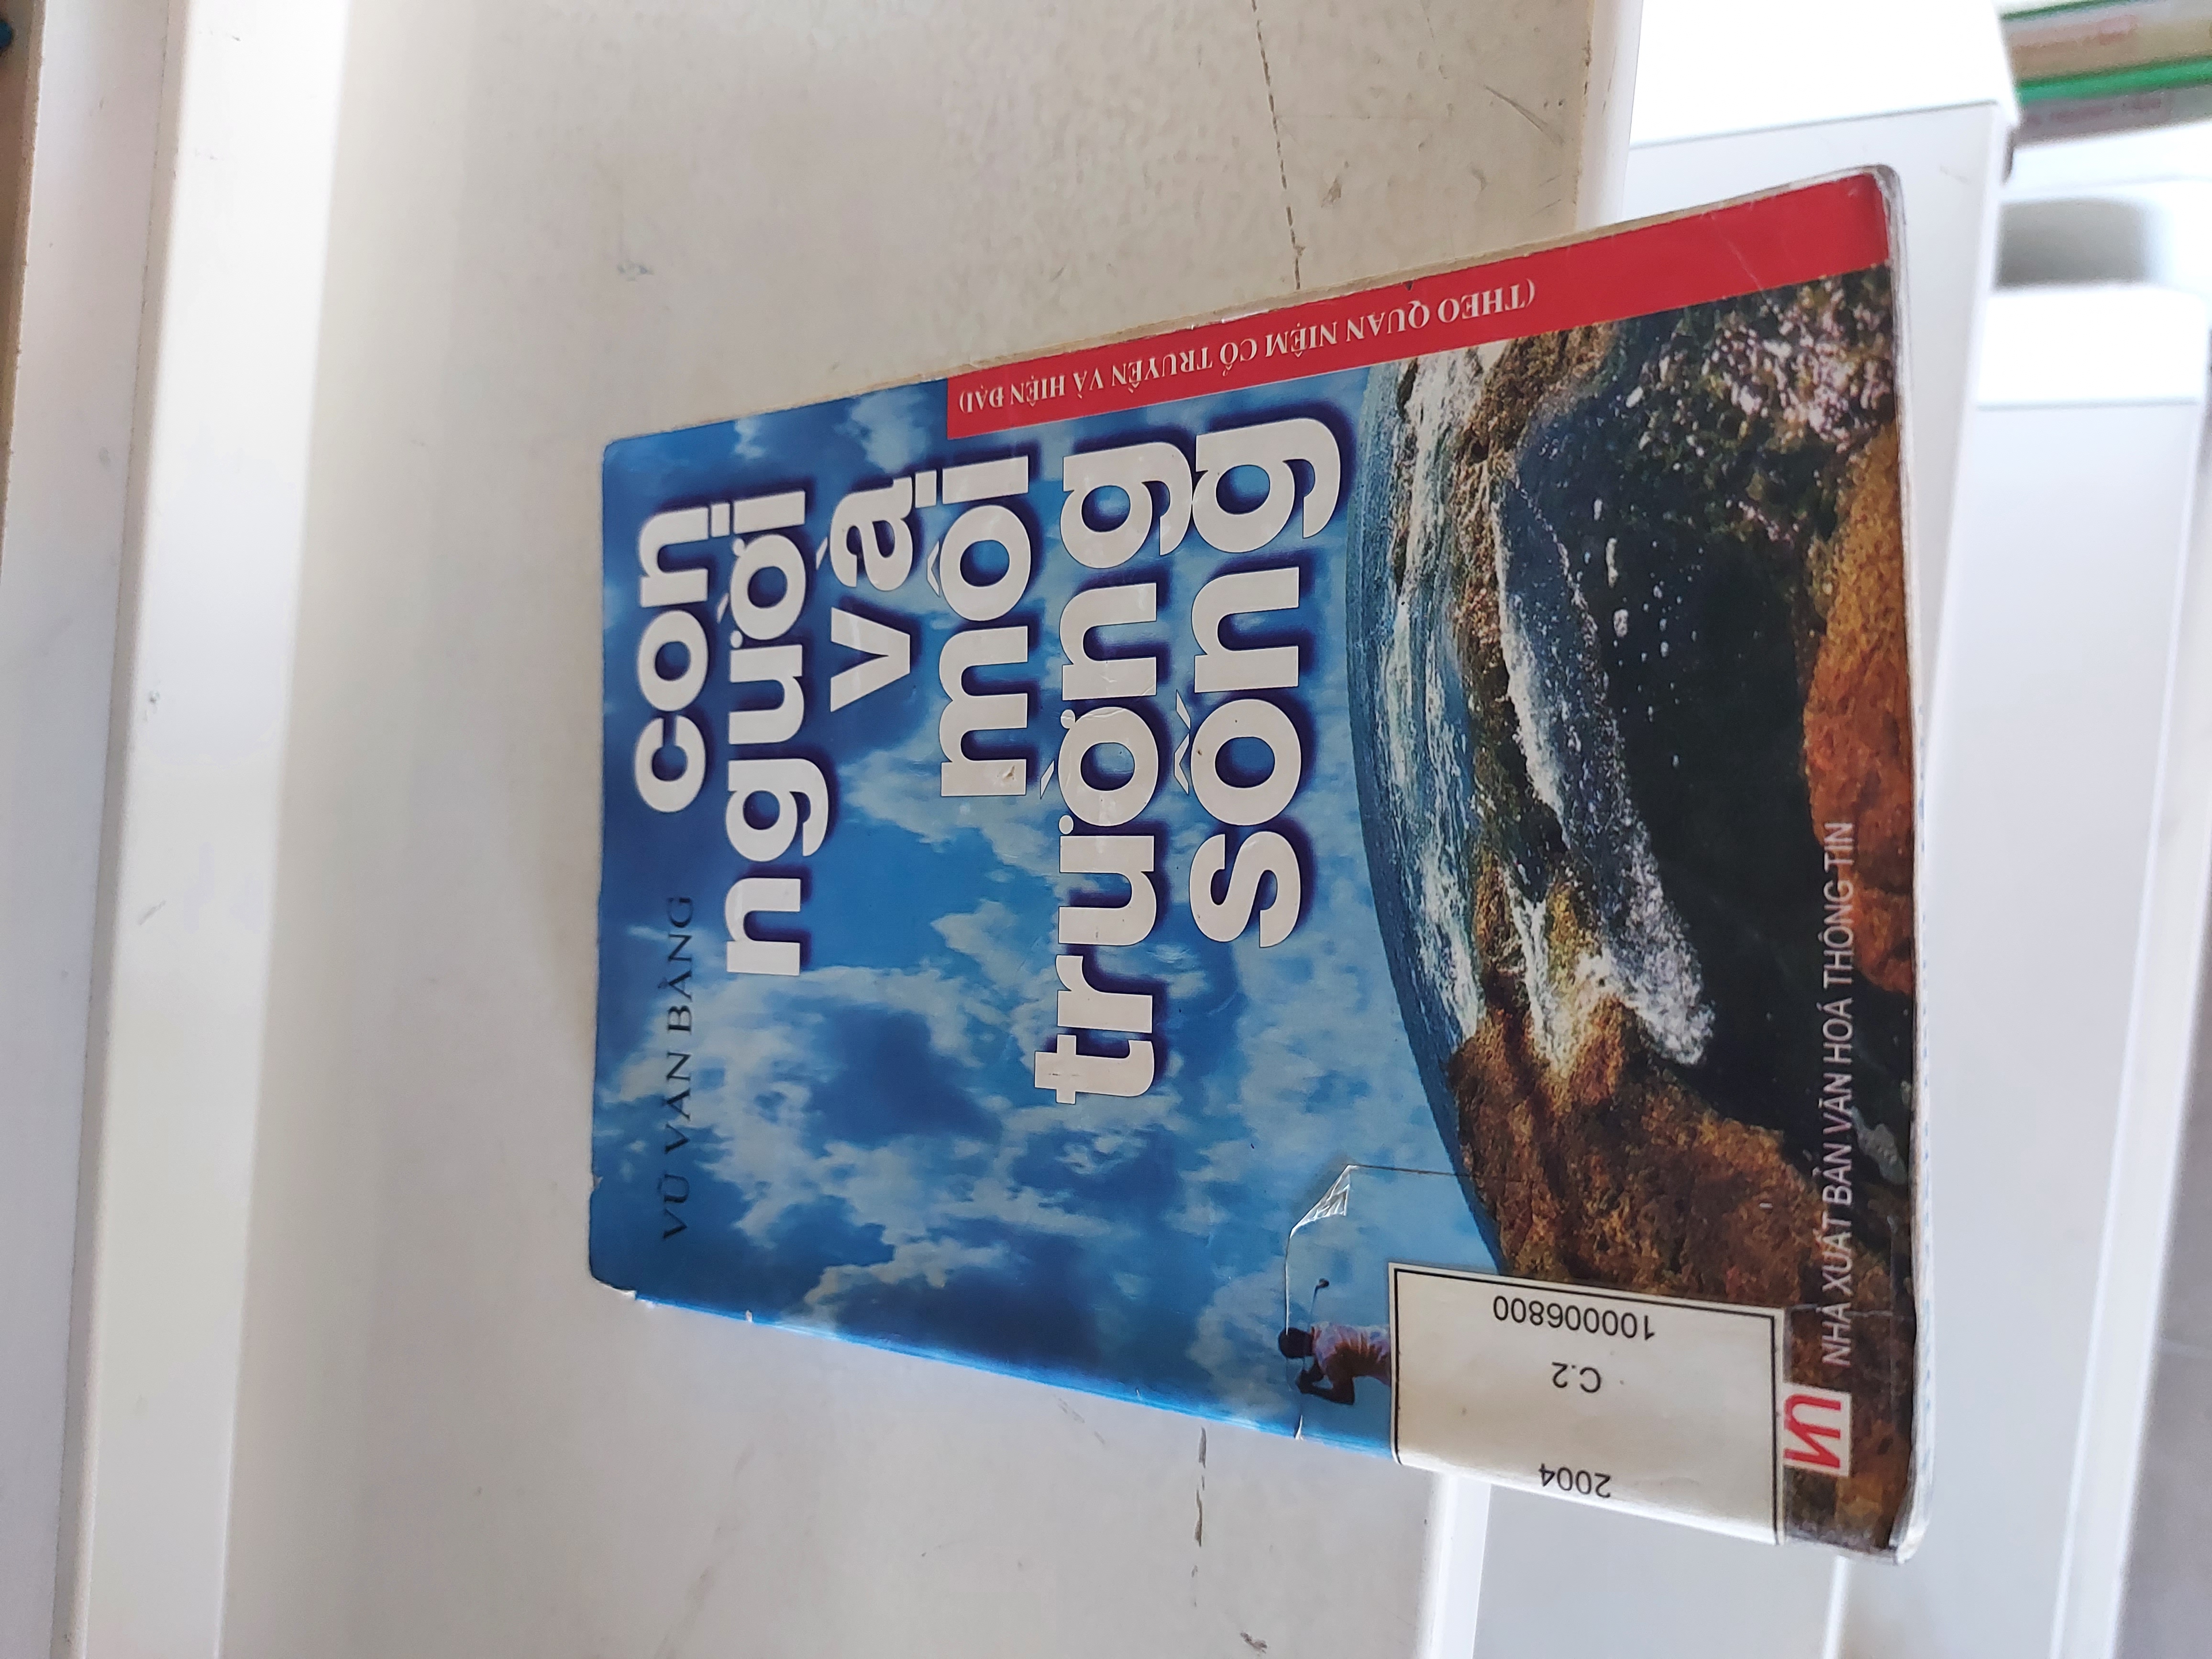 VŨ VĂN BẰNG
con
người
và
môi
trường
sống
(THEO QUAN NIỆM CỔ TRUYỀN VÀ HIỆN ĐẠI)
2004
C.2
100006800
NHÀ XUẤT BẢN VĂN HOÁ THÔNG TIN